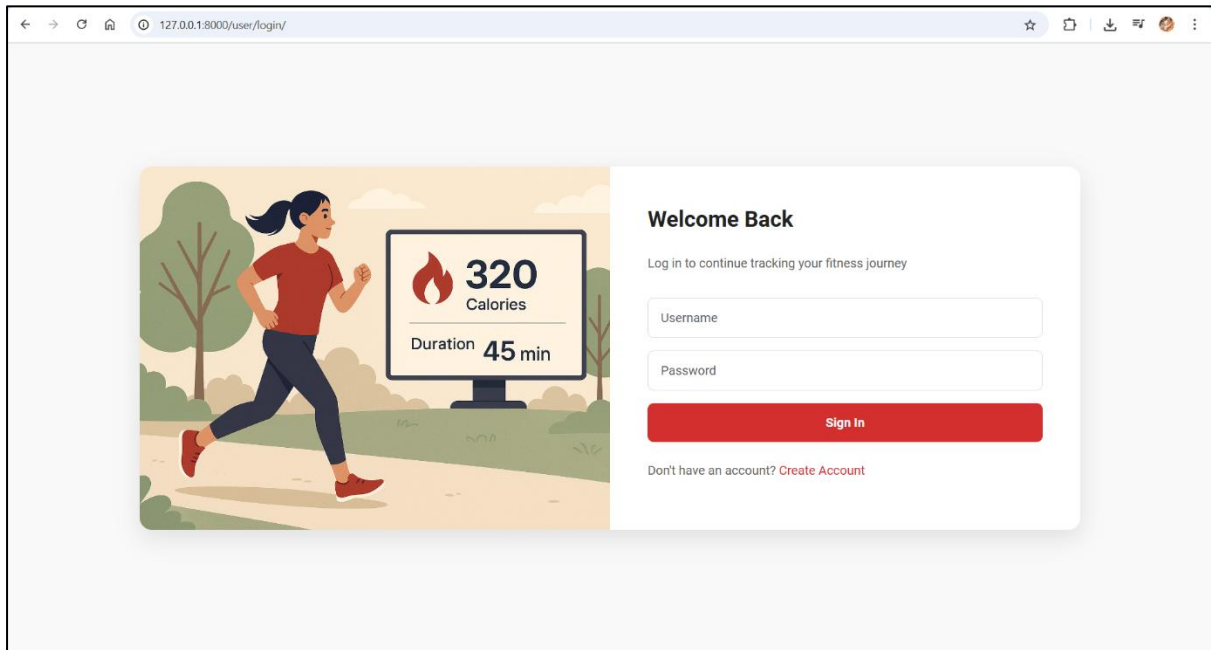 127.0.0.1:8000/user/login/
320
Calories
Duration 45 min
Welcome Back
Log in to continue tracking your fitness journey
Username
Password
Sign In
Don't have an account? Create Account